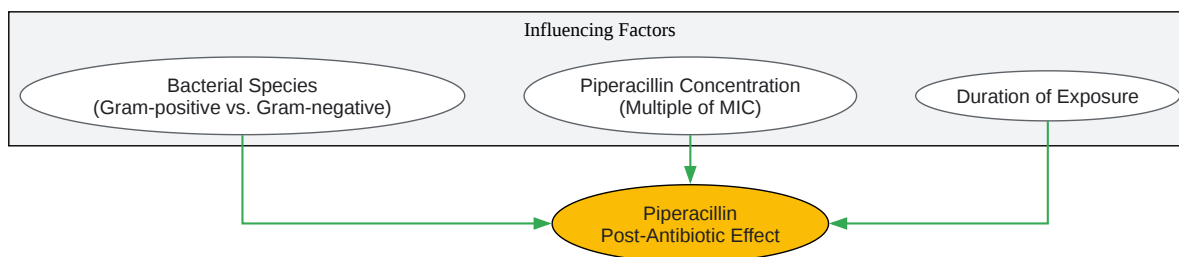 Influencing Factors
Bacterial Species
(Gram-positive vs. Gram-negative)
Piperacillin Concentration
(Multiple of MIC)
Duration of Exposure
Piperacillin
Post-Antibiotic Effect